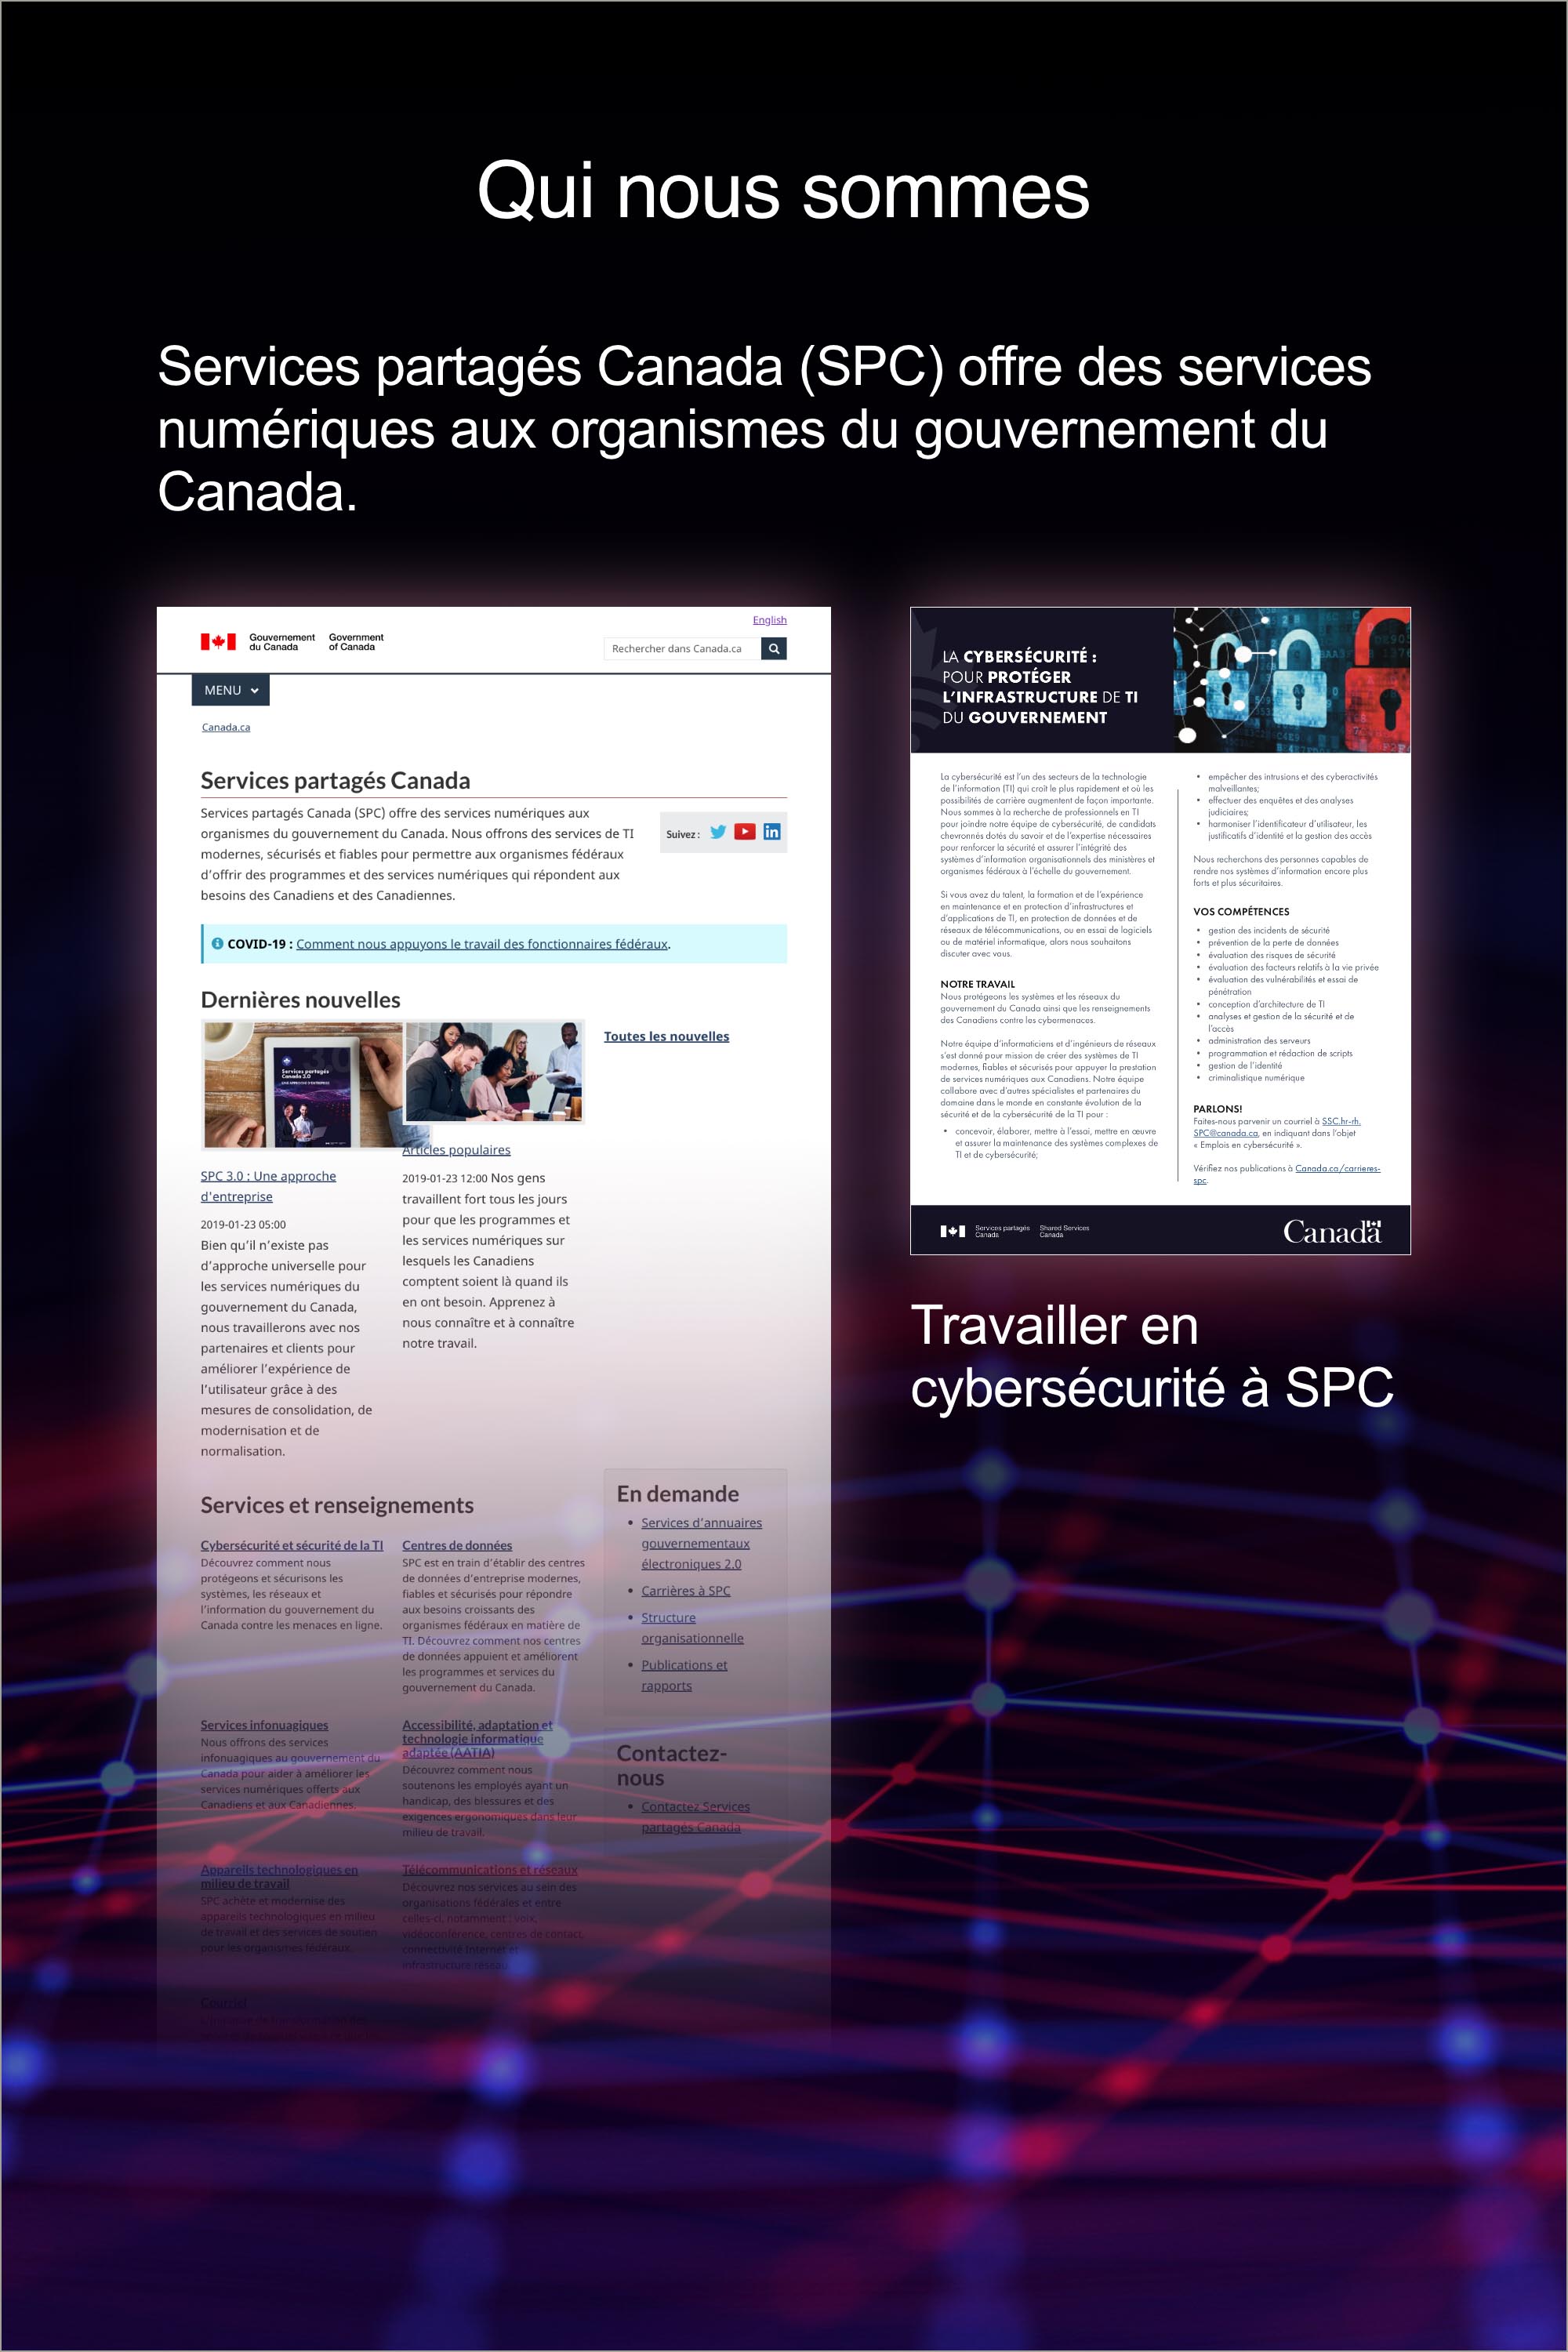 Qui nous sommes
Services partagés Canada (SPC) offre des services
numériques aux organismes du gouvernement du
Canada.
English
Gouvernement
du Canada
Government
of Canada
Rechercher dans Canada.ca
MENU
Canada.ca
Services partagés Canada
Services partagés Canada (SPC) offre des services numériques aux
organismes du gouvernement du Canada. Nous offrons des services de TI
modernes, sécurisés et fiables pour permettre aux organismes fédéraux
d’offrir des programmes et des services numériques qui répondent aux
besoins des Canadiens et des Canadiennes.
Suivez :
COVID-19 : Comment nous appuyons le travail des fonctionnaires fédéraux.
Dernières nouvelles
Services partagés
Canada 3.0
Toutes les nouvelles
SPC 3.0 : Une approche
d’entreprise
2019-01-23 05:00
Bien qu’il n’existe pas
d’approche universelle pour
les services numériques du
gouvernement du Canada,
nous travaillerons avec nos
partenaires et clients pour
améliorer l’expérience de
l’utilisateur grâce à des
mesures de consolidation, de
modernisation et de
normalisation.
Articles populaires
2019-01-23 12:00 Nos gens
travaillent fort tous les jours
pour que les programmes et
les services numériques sur
lesquels les Canadiens
comptent soient là quand ils
en ont besoin. Apprenez à
nous connaître et à connaître
notre travail.
Services et renseignements
Cybersécurité et sécurité de la TI
Découvrez comment nous
protégeons et sécurisons les
systèmes, les réseaux et
l’information du gouvernement du
Canada contre les menaces en ligne.
Centres de données
SPC est en train d’établir des centres
de données d’entreprise modernes,
fiables et sécurisés pour répondre
aux besoins croissants des
organismes fédéraux en matière de
TI. Découvrez comment nos centres
de données appuient et améliorent
les programmes et services du
gouvernement du Canada.
Services infonuagiques
Nous offrons des services
infonuagiques au gouvernement du
Canada pour aider à améliorer les
services numériques offerts aux
Canadiens et aux Canadiennes.
Accessibilité, adaptation et
technologie informatique
adaptée (AATIA)
Découvrez comment nous
soutenons les employés ayant un
handicap, des blessures et des
exigences ergonomiques dans leur
milieu de travail.
Appareils technologiques en
milieu de travail
SPC achète et modernise des
appareils technologiques en milieu
de travail et des services de soutien
pour les organismes fédéraux.
Télécommunications et réseaux
Découvrez nos services au sein des
organisations fédérales et entre
celles-ci, notamment : voix,
vidéoconférence, centres de contact,
connectivité Internet et
infrastructure réseau.
Courriel
En demande
• Services d’annuaires
gouvernementaux
électroniques 2.0
• Carrières à SPC
• Structure
organisationnelle
• Publications et
rapports
Contactez-
nous
• Contactez Services
partagés Canada
LA CYBERSÉCURITÉ :
POUR PROTÉGER
L’INFRASTRUCTURE DE TI
DU GOUVERNEMENT
La cybersécurité est l’un des secteurs de la technologie
de l’information (TI) qui croît le plus rapidement et où les
possibilités de carrière augmentent de façon importante.
Nous sommes à la recherche de professionnels en TI
pour joindre notre équipe de cybersécurité, de candidats
chevronnés dotés du savoir et de l’expertise nécessaires
pour renforcer la sécurité et assurer l’intégrité des
systèmes d’information organisationnels des ministères et
organismes fédéraux à l’échelle du gouvernement.
Si vous avez du talent, la formation et de l’expérience
en maintenance et en protection d’infrastructures et
d’applications de TI, en protection de données et de
réseaux de télécommunications, ou en essai de logiciels
ou de matériel informatique, alors nous souhaitons
discuter avec vous.
NOTRE TRAVAIL
Nous protégeons les systèmes et les réseaux du
gouvernement du Canada ainsi que les renseignements
des Canadiens contre les cybermenaces.
Notre équipe d’informaticiens et d’ingénieurs de réseaux
s’est donné pour mission de créer des systèmes de TI
modernes, fiables et sécurisés pour appuyer la prestation
de services numériques aux Canadiens. Notre équipe
collabore avec d’autres spécialistes et partenaires du
domaine dans le monde en constante évolution de la
sécurité et de la cybersécurité de la TI pour :
• concevoir, élaborer, mettre à l’essai, mettre en œuvre
et assurer la maintenance des systèmes complexes de
TI et de cybersécurité;
• empêcher des intrusions et des cyberactivités
malveillantes;
• effectuer des enquêtes et des analyses
judiciaires;
• harmoniser l’identificateur d’utilisateur, les
justificatifs d’identité et la gestion des accès
Nous recherchons des personnes capables de
rendre nos systèmes d’information encore plus
forts et plus sécuritaires.
VOS COMPÉTENCES
• gestion des incidents de sécurité
• prévention de la perte de données
• évaluation des risques de sécurité
• évaluation des facteurs relatifs à la vie privée
• évaluation des vulnérabilités et essai de
pénétration
• conception d’architecture de TI
• analyses et gestion de la sécurité et de
l’accès
• administration des serveurs
• programmation et rédaction de scripts
• gestion de l’identité
• criminalistique numérique
PARLONS!
Faites-nous parvenir un courriel à SSC.hr-rh.
SPC@canada.ca, en indiquant dans l’objet
« Emplois en cybersécurité ».
Vérifiez nos publications à Canada.ca/carrieres-
spc.
Services partagés
Canada
Shared Services
Canada
Canada
Travailler en
cybersécurité à SPC